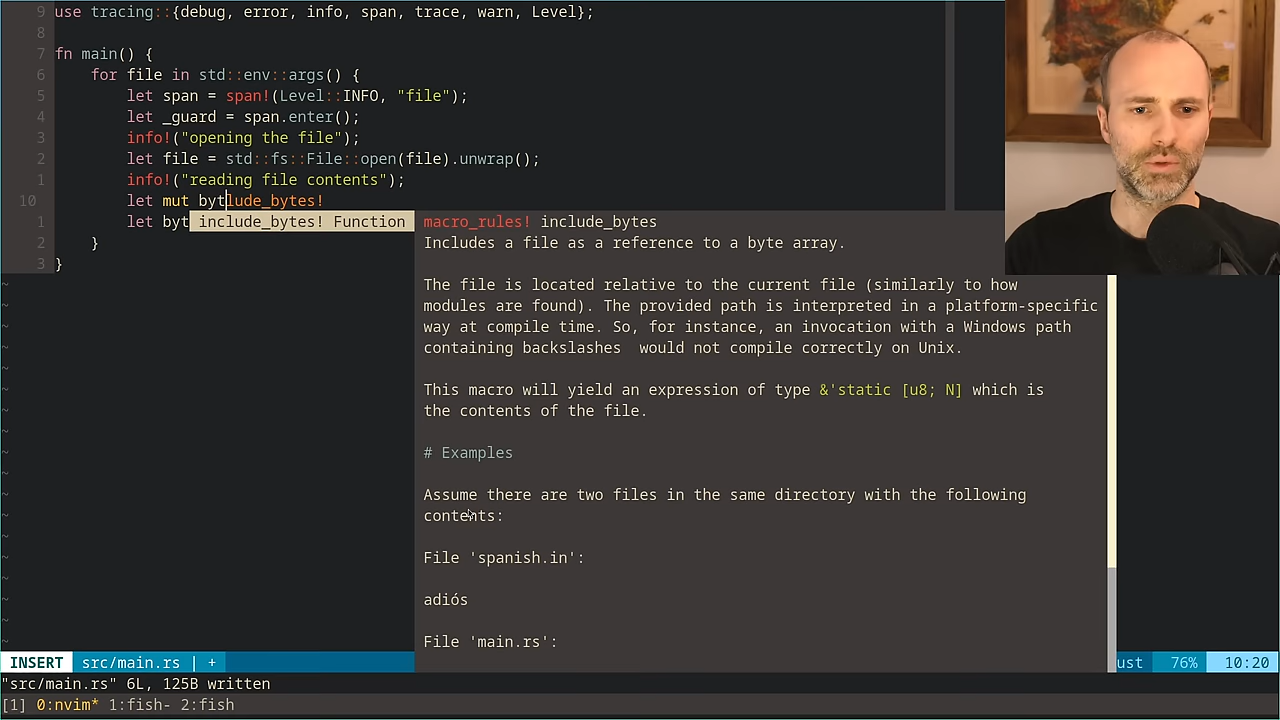 9 use tracing::{debug, error, info, span, trace, warn, Level};
8
7 fn main() {
6 for file in std::env::args() {
5 let span = span!(Level::INFO, "file");
4 let _guard = span.enter();
3 info!("opening the file");
2 let file = std::fs::File::open(file).unwrap();
1 info!("reading file contents");
10 let mut bytlude_bytes!
1 let byt include_bytes! Function
2 }
3 }
macro_rules! include_bytes
Includes a file as a reference to a byte array.
The file is located relative to the current file (similarly to how
modules are found). The provided path is interpreted in a platform-specific
way at compile time. So, for instance, an invocation with a Windows path
containing backslashes  would not compile correctly on Unix.
This macro will yield an expression of type &'static [u8; N] which is
the contents of the file.
# Examples
Assume there are two files in the same directory with the following
contents:
File 'spanish.in':
adiós
File 'main.rs':
INSERT src/main.rs | + ust 76% 10:20
"src/main.rs" 6L, 125B written
[1] 0:nvim* 1:fish- 2:fish